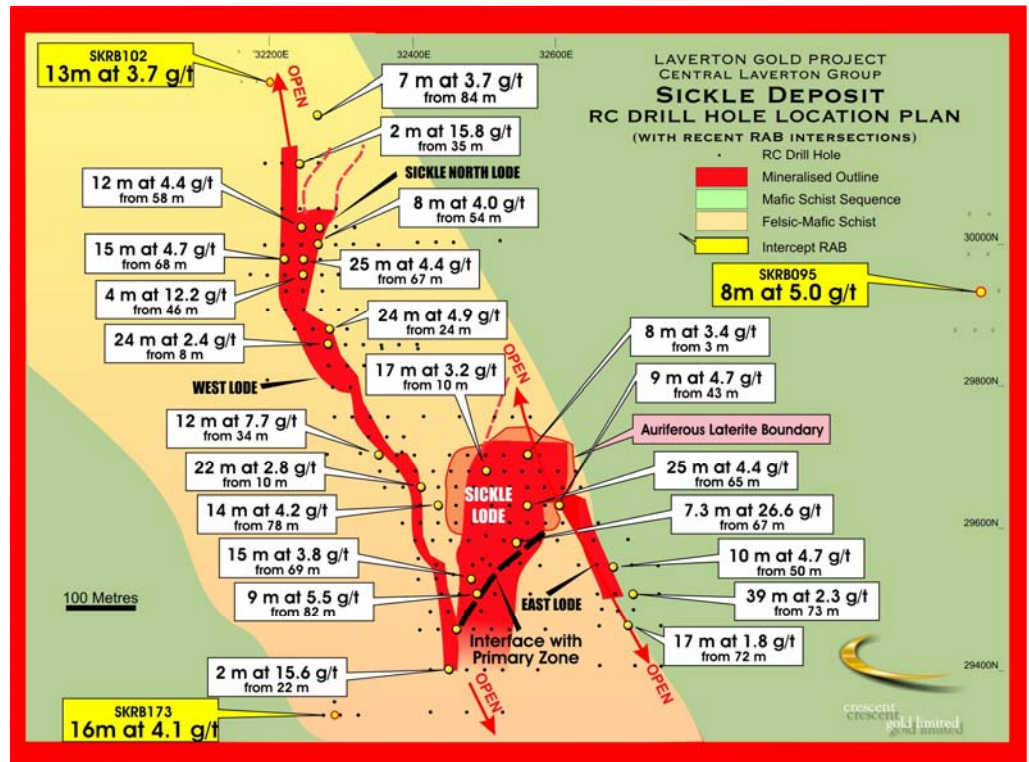 32200E
32400E
32600E
SKRB102
13m at 3.7 g/t
OPEN
7 m at 3.7 g/t
from 84 m
LAVERTON GOLD PROJECT
CENTRAL LAVERTON GROUP
SICKLE DEPOSIT
RC DRILL HOLE LOCATION PLAN
(WITH RECENT RAB INTERSECTIONS)
RC Drill Hole
Mineralised Outline
Mafic Schist Sequence
Felsic-Mafic Schist
Intercept RAB
2 m at 15.8 g/t
from 35 m
SICKLE NORTH LODE
12 m at 4.4 g/t
from 58 m
8 m at 4.0 g/t
from 54 m
30000N
15 m at 4.7 g/t
from 68 m
25 m at 4.4 g/t
from 67 m
SKRB095
8m at 5.0 g/t
4 m at 12.2 g/t
from 46 m
24 m at 4.9 g/t
from 24 m
24 m at 2.4 g/t
from 8 m
8 m at 3.4 g/t
from 3 m
OPEN
17 m at 3.2 g/t
from 10 m
9 m at 4.7 g/t
from 43 m
WEST LODE
29800N
12 m at 7.7 g/t
from 34 m
Auriferous Laterite Boundary
22 m at 2.8 g/t
from 10 m
25 m at 4.4 g/t
from 65 m
SICKLE
LODE
14 m at 4.2 g/t
from 78 m
7.3 m at 26.6 g/t
from 67 m
29600N
15 m at 3.8 g/t
from 69 m
10 m at 4.7 g/t
from 50 m
100 Metres
9 m at 5.5 g/t
from 82 m
EAST LODE
39 m at 2.3 g/t
from 73 m
Interface with
Primary Zone
17 m at 1.8 g/t
from 72 m
2 m at 15.6 g/t
from 22 m
29400N
OPEN
OPEN
SKRB173
16m at 4.1 g/t
crescent
crescent
gold limited
gold limited